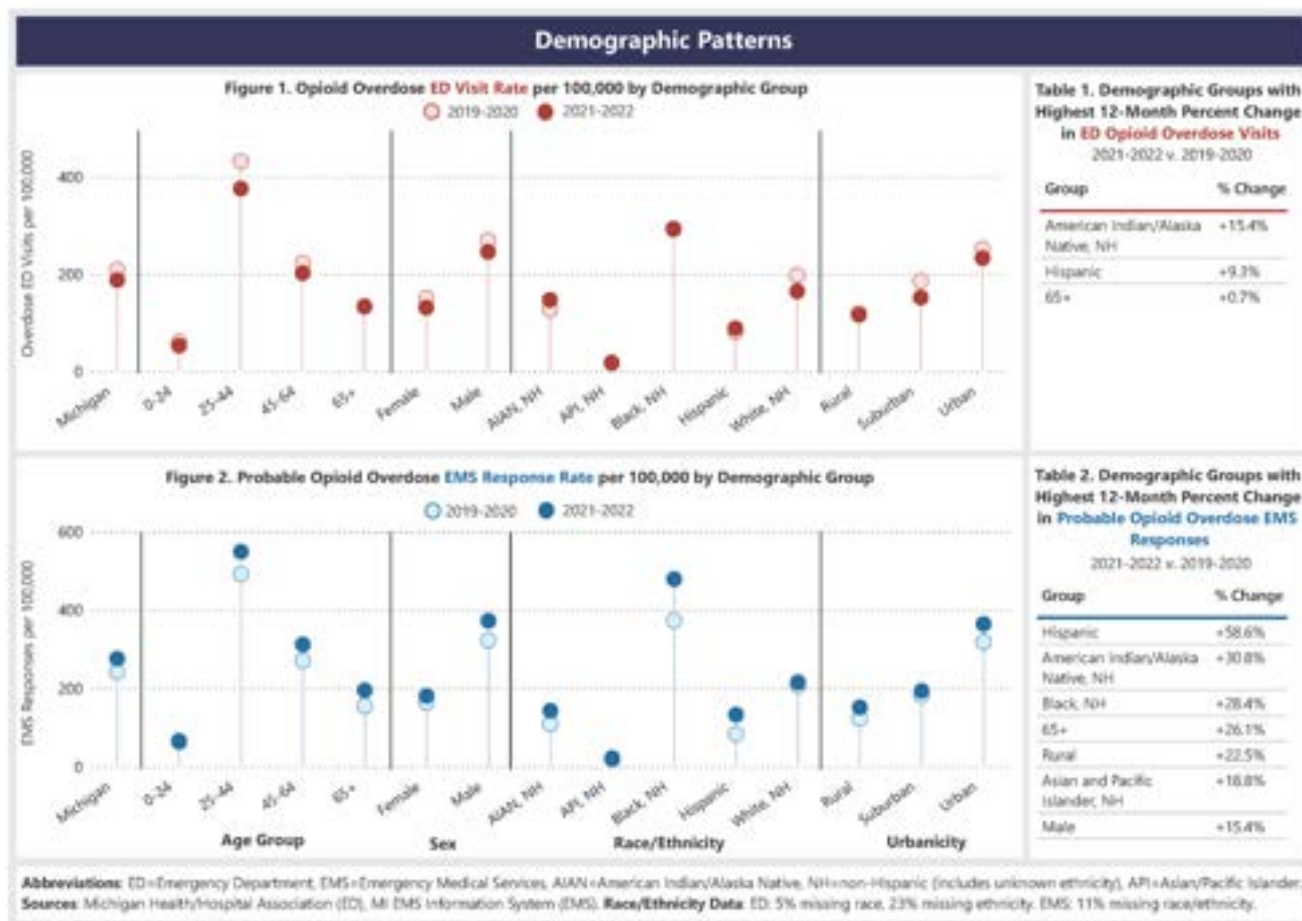 Demographic Patterns
Figure 1. Opioid Overdose ED Visit Rate per 100,000 by Demographic Group
2019-2020 2021-2022
Overdose ED Visits per 100,000
400
200
0
Michigan 0-24 25-44 45-64 65+ Female Male AIAN, NH API, NH Black, NH Hispanic White, NH Rural Suburban Urban
Table 1. Demographic Groups with
Highest 12-Month Percent Change
in ED Opioid Overdose Visits
2021-2022 v. 2019-2020
Group % Change
American Indian/Alaska +15.4%
Native, NH
Hispanic +9.3%
65+ +0.7%
Figure 2. Probable Opioid Overdose EMS Response Rate per 100,000 by Demographic Group
2019-2020 2021-2022
EMS Responses per 100,000
600
400
200
0
Michigan 0-24 25-44 45-64 65+ Female Male AIAN, NH API, NH Black, NH Hispanic White, NH Rural Suburban Urban
Age Group Sex Race/Ethnicity Urbanicity
Table 2. Demographic Groups with
Highest 12-Month Percent Change
in Probable Opioid Overdose EMS
Responses
2021-2022 v. 2019-2020
Group % Change
Hispanic +58.6%
American Indian/Alaska +30.8%
Native, NH
Black, NH +28.4%
65+ +26.1%
Rural +22.5%
Asian and Pacific
Islander, NH
Male +15.4%
Abbreviations: ED=Emergency Department, EMS=Emergency Medical Services, AIAN=American Indian/Alaska Native, NH=non-Hispanic (includes unknown ethnicity), API=Asian/Pacific Islander.
Sources: Michigan Health/Hospital Association (ED), MI EMS Information System (EMS). Race/Ethnicity Data: ED: 5% missing race, 23% missing ethnicity. EMS: 11% missing race/ethnicity.